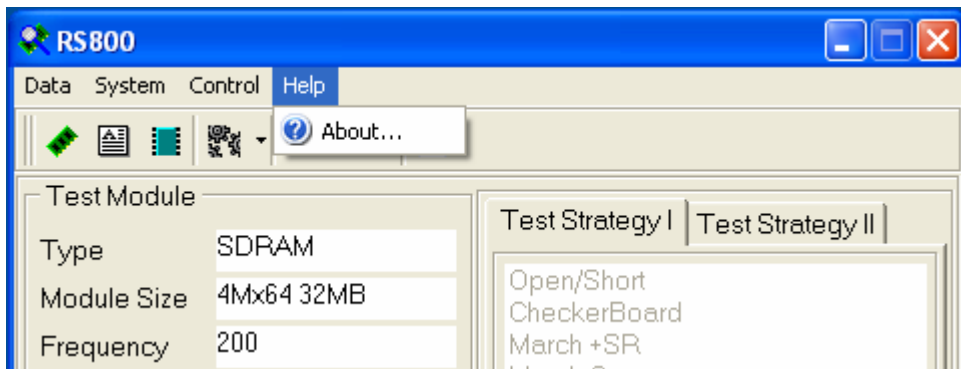 RS800
Data System Control Help
About...
Test Module
Type SDRAM
Module Size 4Mx64 32MB
Frequency 200
Test Strategy I Test Strategy II
Open/Short
CheckerBoard
March +SR